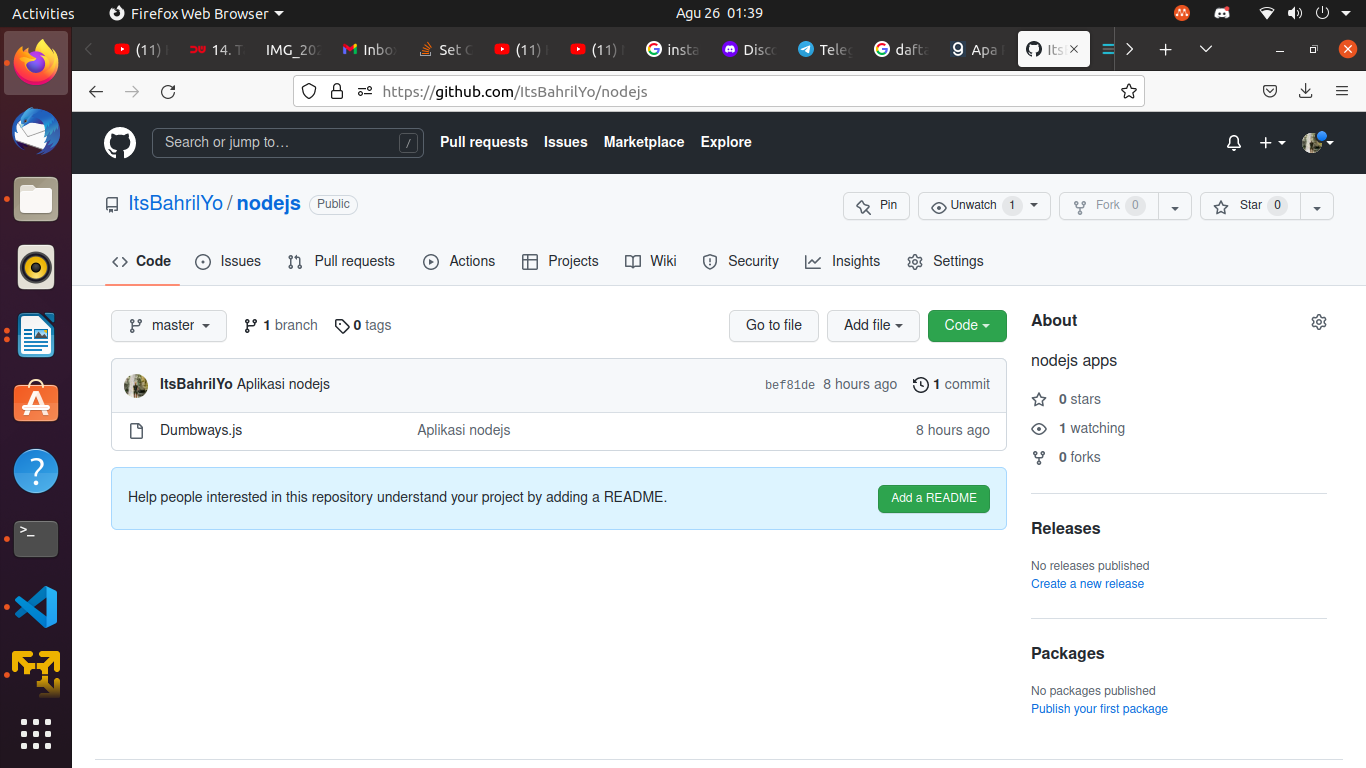 Activities Firefox Web Browser Agu 26 01:39
(11) 14. T IMG_202 Inbo Set C (11) (11) insta Disco Teleg dafta Apa Its
https://github.com/ItsBahrilYo/nodejs
Search or jump to… / Pull requests Issues Marketplace Explore
ItsBahrilYo / nodejs Public Pin Unwatch 1 Fork 0 Star 0
Code Issues Pull requests Actions Projects Wiki Security Insights Settings
master 1 branch 0 tags Go to file Add file Code
ItsBahrilYo Aplikasi nodejs bef81de 8 hours ago 1 commit
Dumbways.js Aplikasi nodejs 8 hours ago
Help people interested in this repository understand your project by adding a README. Add a README
About
nodejs apps
0 stars
1 watching
0 forks
Releases
No releases published
Create a new release
Packages
No packages published
Publish your first package